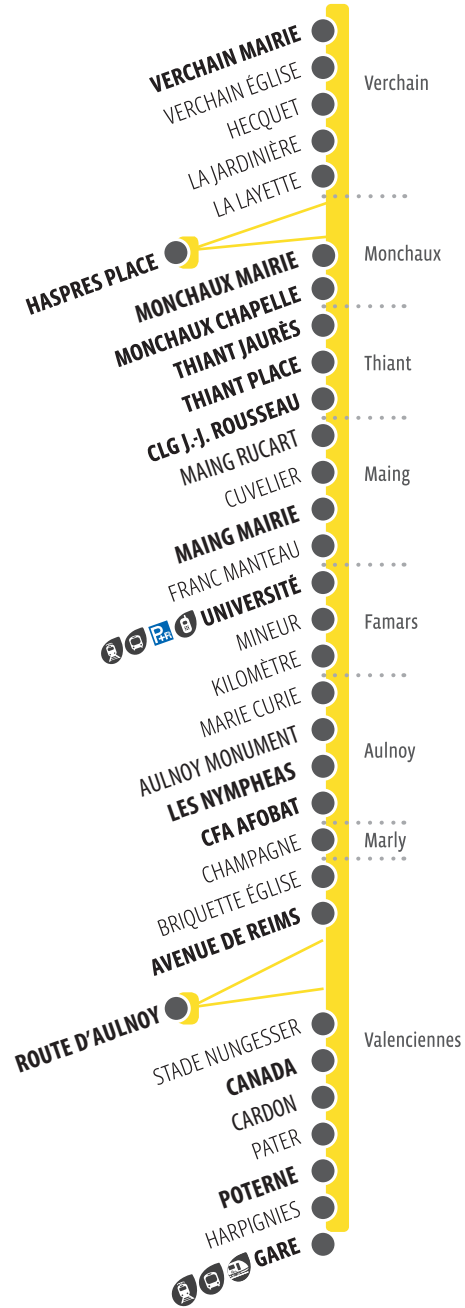 VERCHAIN MAIRIE
VERCHAIN ÉGLISE
Verchain
HECQUET
LA JARDINIÈRE
LA LAYETTE
HASPRES PLACE
MONCHAUX MAIRIE
Monchaux
MONCHAUX CHAPELLE
THIANT JAURÈS
THIANT PLACE
Thiant
CLG J.-J. ROUSSEAU
MAING RUCART
CUVELIER
Maing
MAING MAIRIE
FRANC MANTEAU
P+R UNIVERSITÉ
MINEUR
Famars
KILOMÈTRE
MARIE CURIE
AULNOY MONUMENT
Aulnoy
LES NYMPHEAS
CFA AFOBAT
CHAMPAGNE
Marly
BRIQUETTE ÉGLISE
AVENUE DE REIMS
ROUTE D'AULNOY
STADE NUNGESSER
Valenciennes
CANADA
CARDON
PATER
POTERNE
HARPIGNIES
GARE